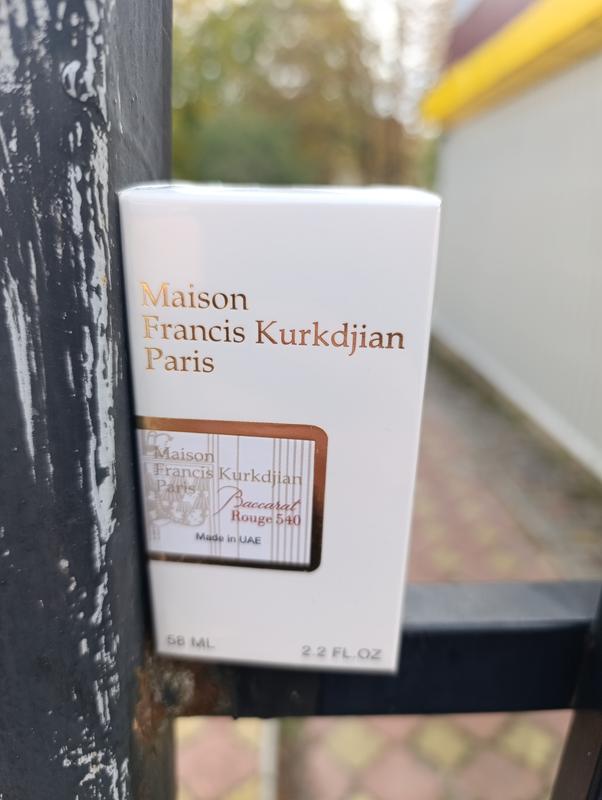 Maison
Francis Kurkdjian
Paris
Maison
Francis Kurkdjian
Paris
Baccarat
Rouge 540
Made in UAE
58 ML
2.2 FL.OZ